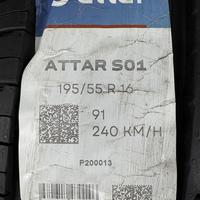 ATTAR S01
195/55 R 16
91
240 KM/H
P200013